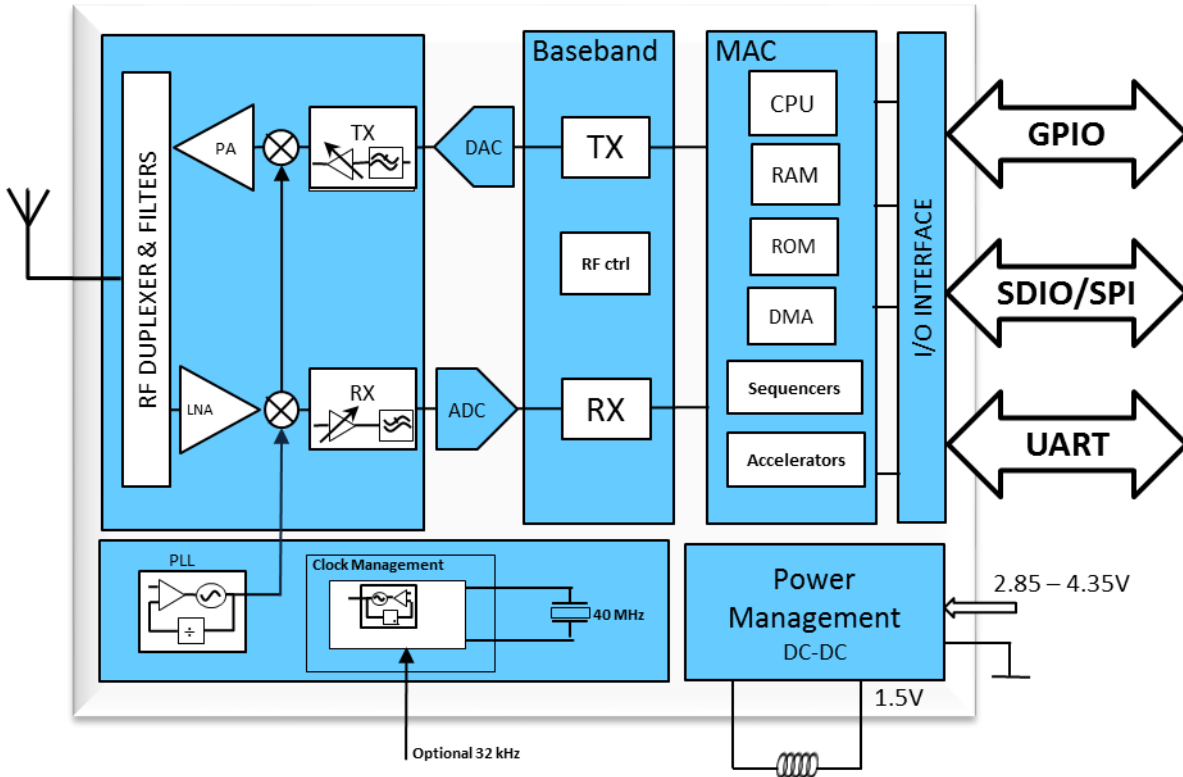 Baseband
MAC
RF DUPLEXER & FILTERS
PA
TX
DAC
TX
CPU
RAM
RF ctrl
ROM
DMA
LNA
RX
ADC
RX
Sequencers
Accelerators
I/O INTERFACE
GPIO
SDIO/SPI
UART
PLL
÷
Clock Management
40 MHz
Optional 32 kHz
Power
Management
DC-DC
2.85 – 4.35V
1.5V